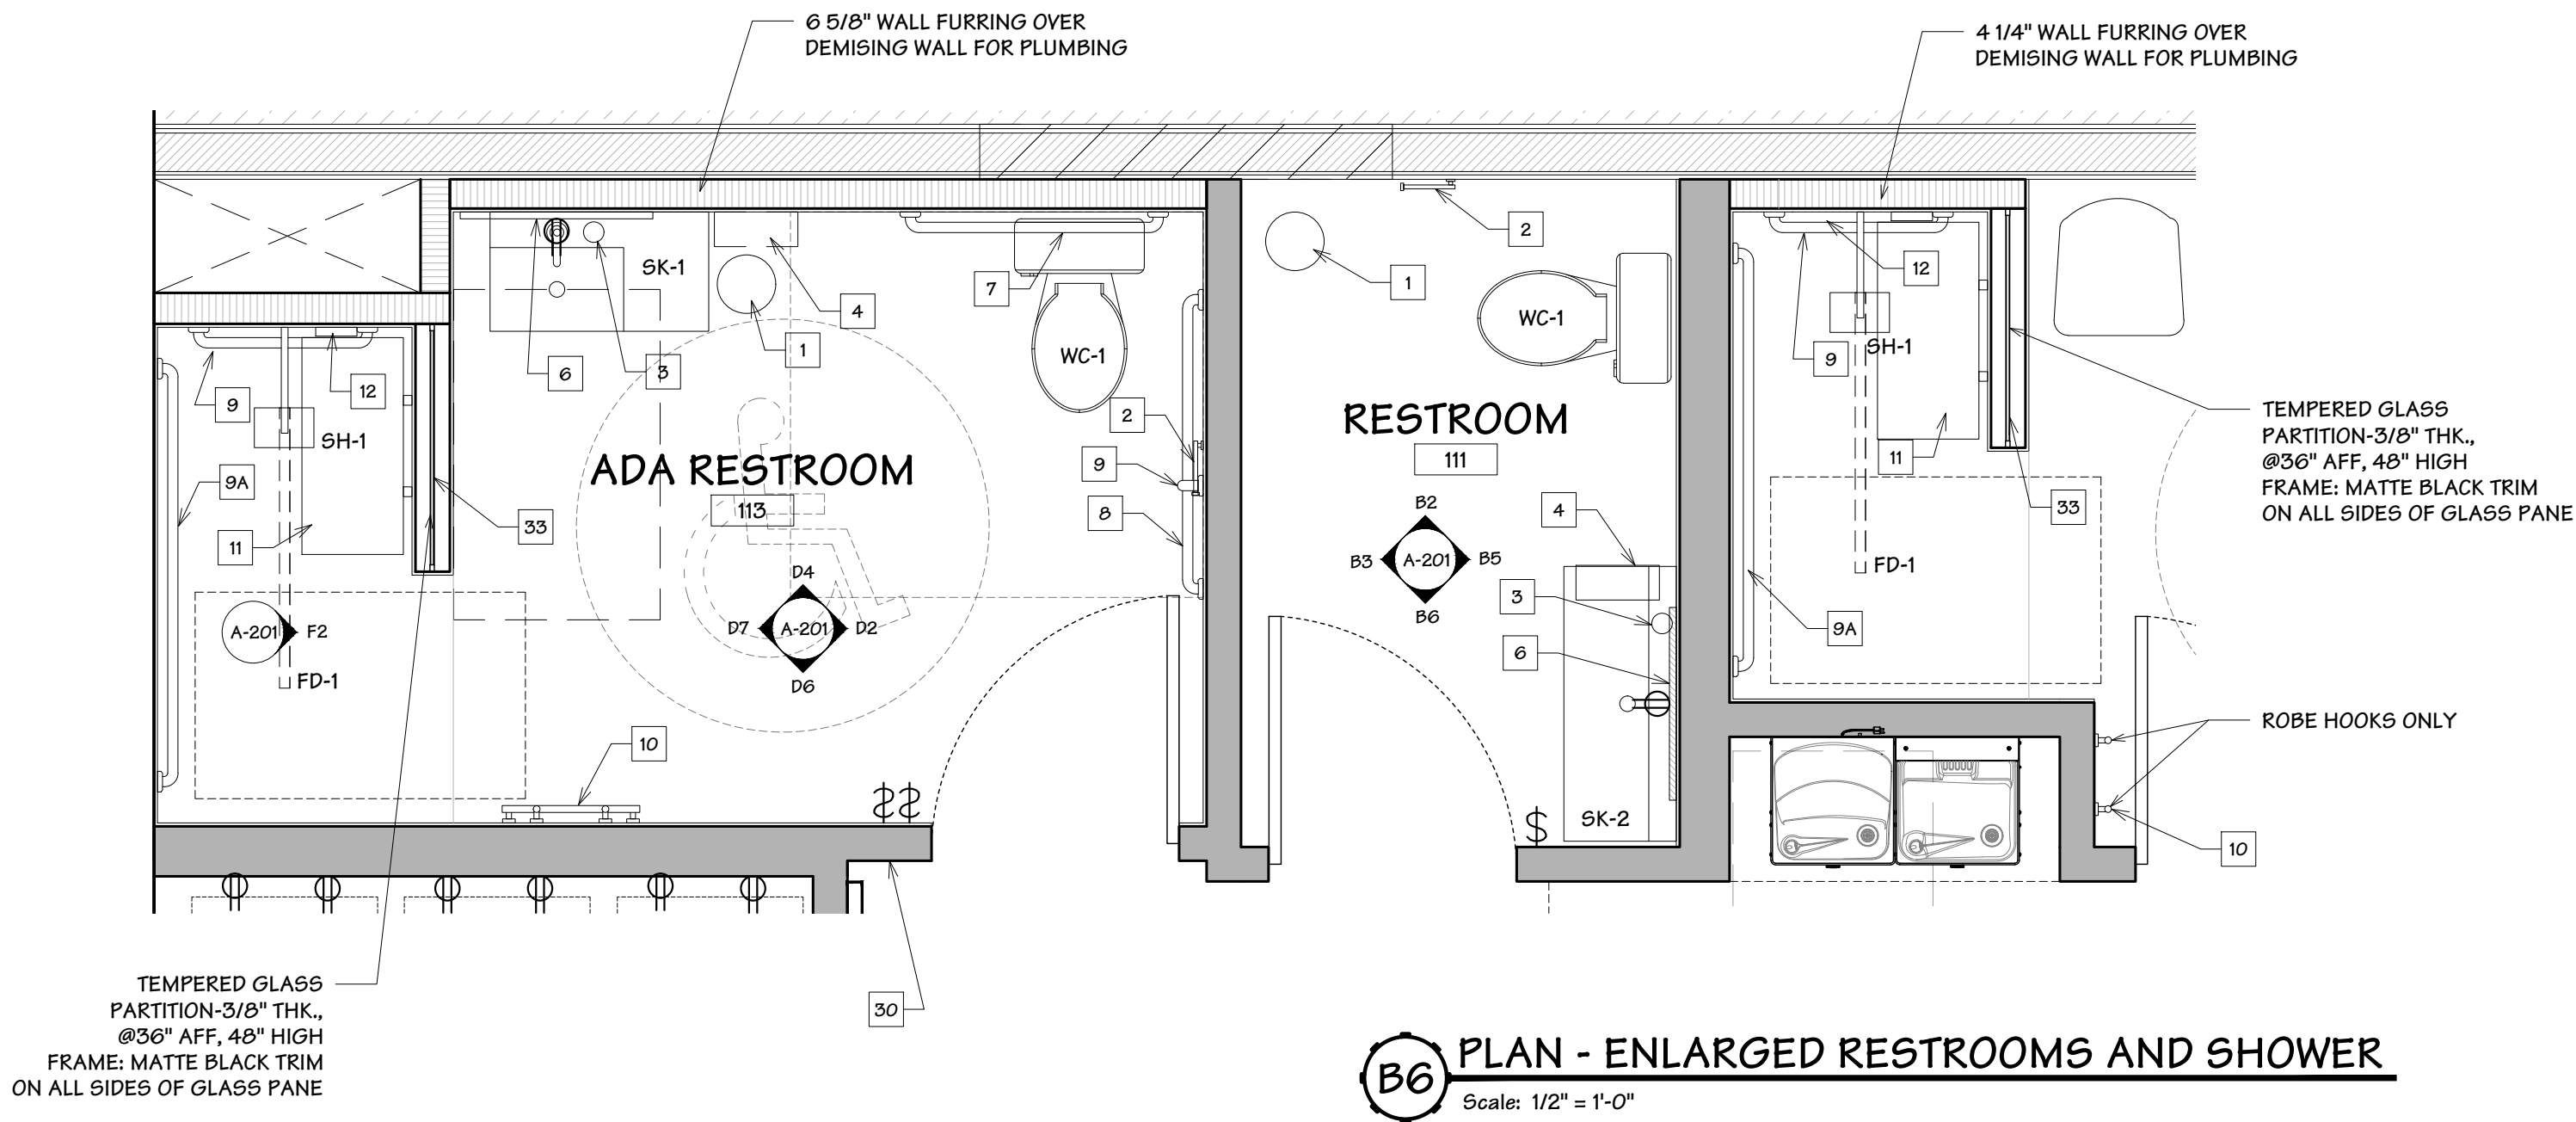 6 5/8" WALL FURRING OVER
DEMISING WALL FOR PLUMBING
4 1/4" WALL FURRING OVER
DEMISING WALL FOR PLUMBING
SK-1
4
1
6
3
7
WC-1
2
9
8
12
9
SH-1
9A
11
33
ADA RESTROOM
113
D4
D7
A-201
D2
D6
A-201
F2
FD-1
10
30
TEMPERED GLASS
PARTITION-3/8" THK.,
@36" AFF, 48" HIGH
FRAME: MATTE BLACK TRIM
ON ALL SIDES OF GLASS PANE
2
1
WC-1
RESTROOM
111
B2
B3
A-201
B5
B6
4
3
6
SK-2
$
12
9
SH-1
11
33
FD-1
9A
TEMPERED GLASS
PARTITION-3/8" THK.,
@36" AFF, 48" HIGH
FRAME: MATTE BLACK TRIM
ON ALL SIDES OF GLASS PANE
ROBE HOOKS ONLY
10
B6
PLAN - ENLARGED RESTROOMS AND SHOWER
Scale: 1/2" = 1'-0"